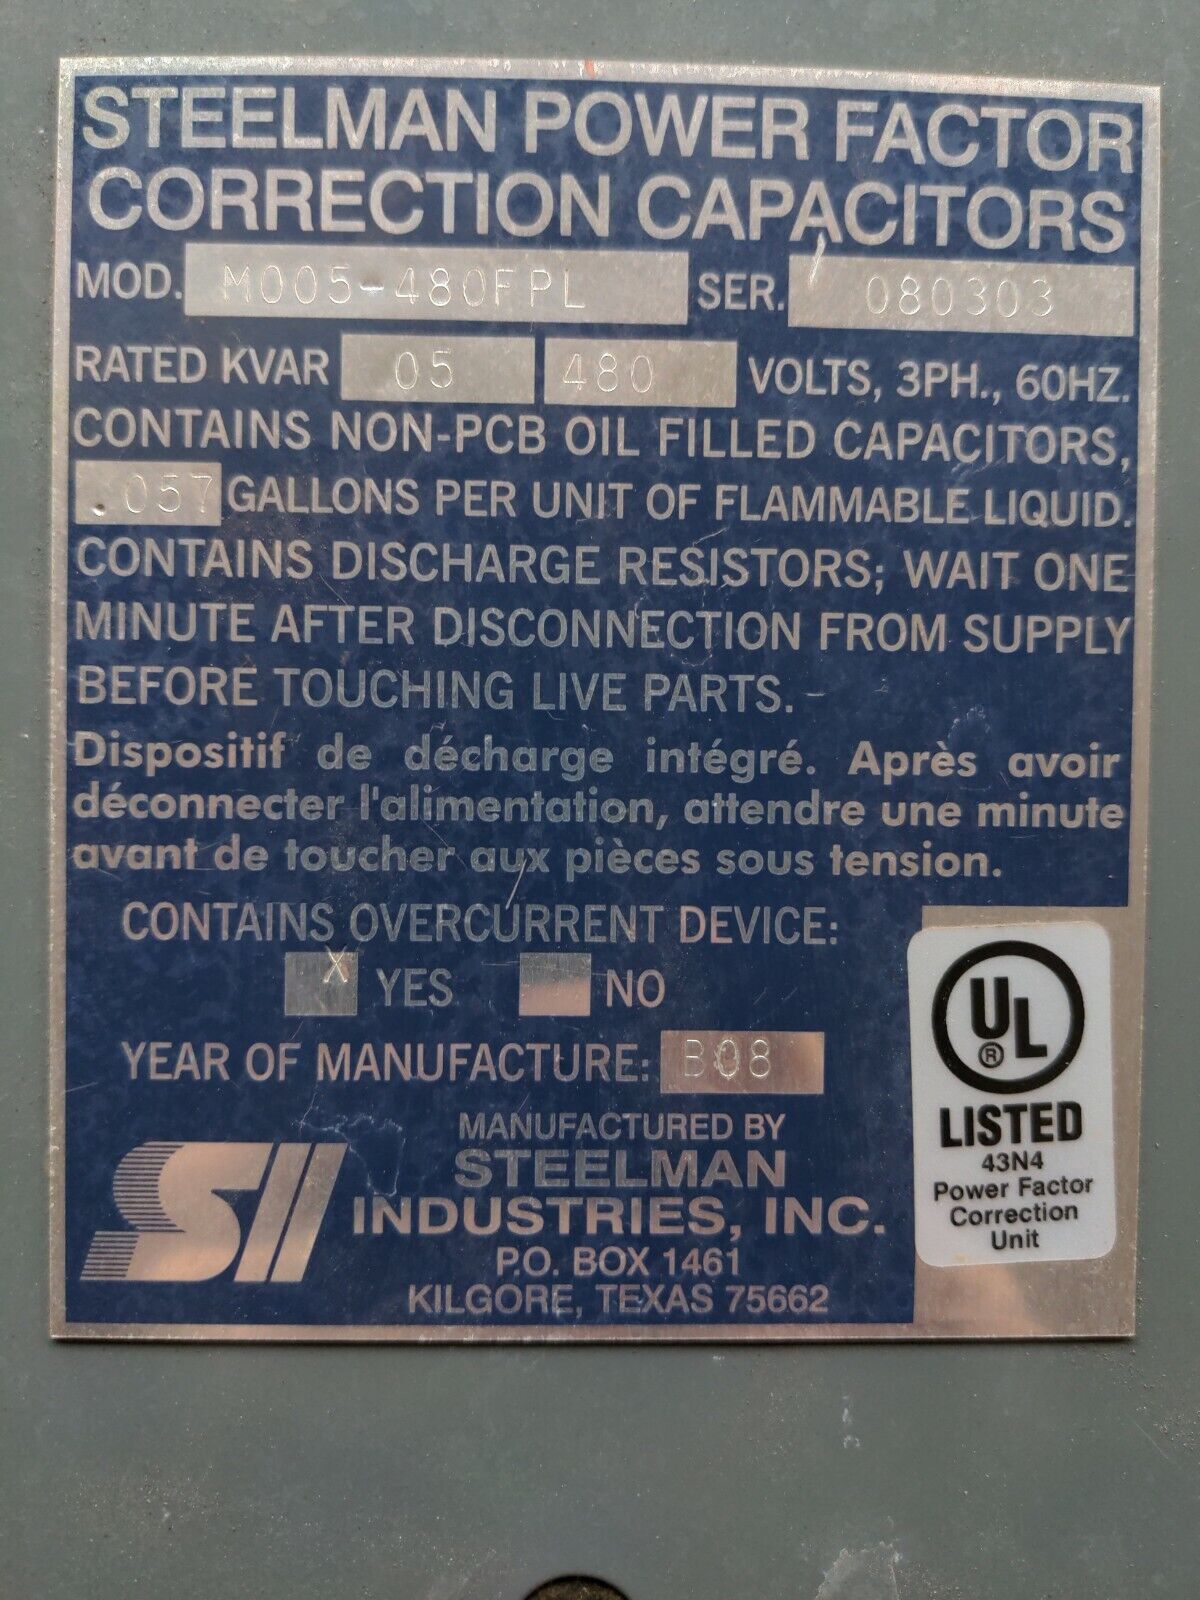 STEELMAN POWER FACTOR
CORRECTION CAPACITORS
MOD. M005-480FPL SER. 080303
RATED KVAR 05 480 VOLTS, 3PH., 60HZ.
CONTAINS NON-PCB OIL FILLED CAPACITORS,
.057 GALLONS PER UNIT OF FLAMMABLE LIQUID.
CONTAINS DISCHARGE RESISTORS; WAIT ONE
MINUTE AFTER DISCONNECTION FROM SUPPLY
BEFORE TOUCHING LIVE PARTS.
Dispositif de décharge intégré. Après avoir
déconnecter l'alimentation, attendre une minute
avant de toucher aux pièces sous tension.
CONTAINS OVERCURRENT DEVICE:
X YES NO
YEAR OF MANUFACTURE: B08
MANUFACTURED BY
STEELMAN
INDUSTRIES, INC.
P.O. BOX 1461
KILGORE, TEXAS 75662
SII
UL
®
LISTED
43N4
Power Factor
Correction
Unit